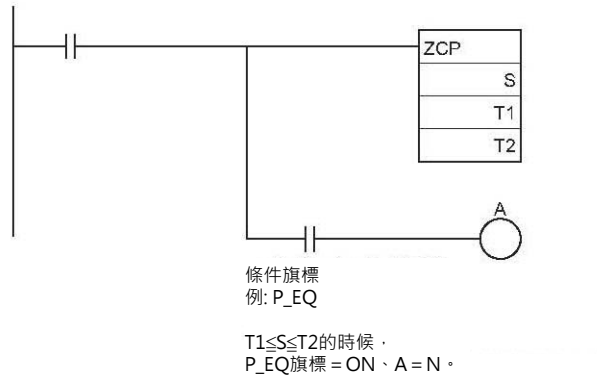 ZCP
S
T1
T2
A
條件旗標
例: P_EQ
T1≦S≦T2的時候，
P_EQ旗標＝ON、A＝N。